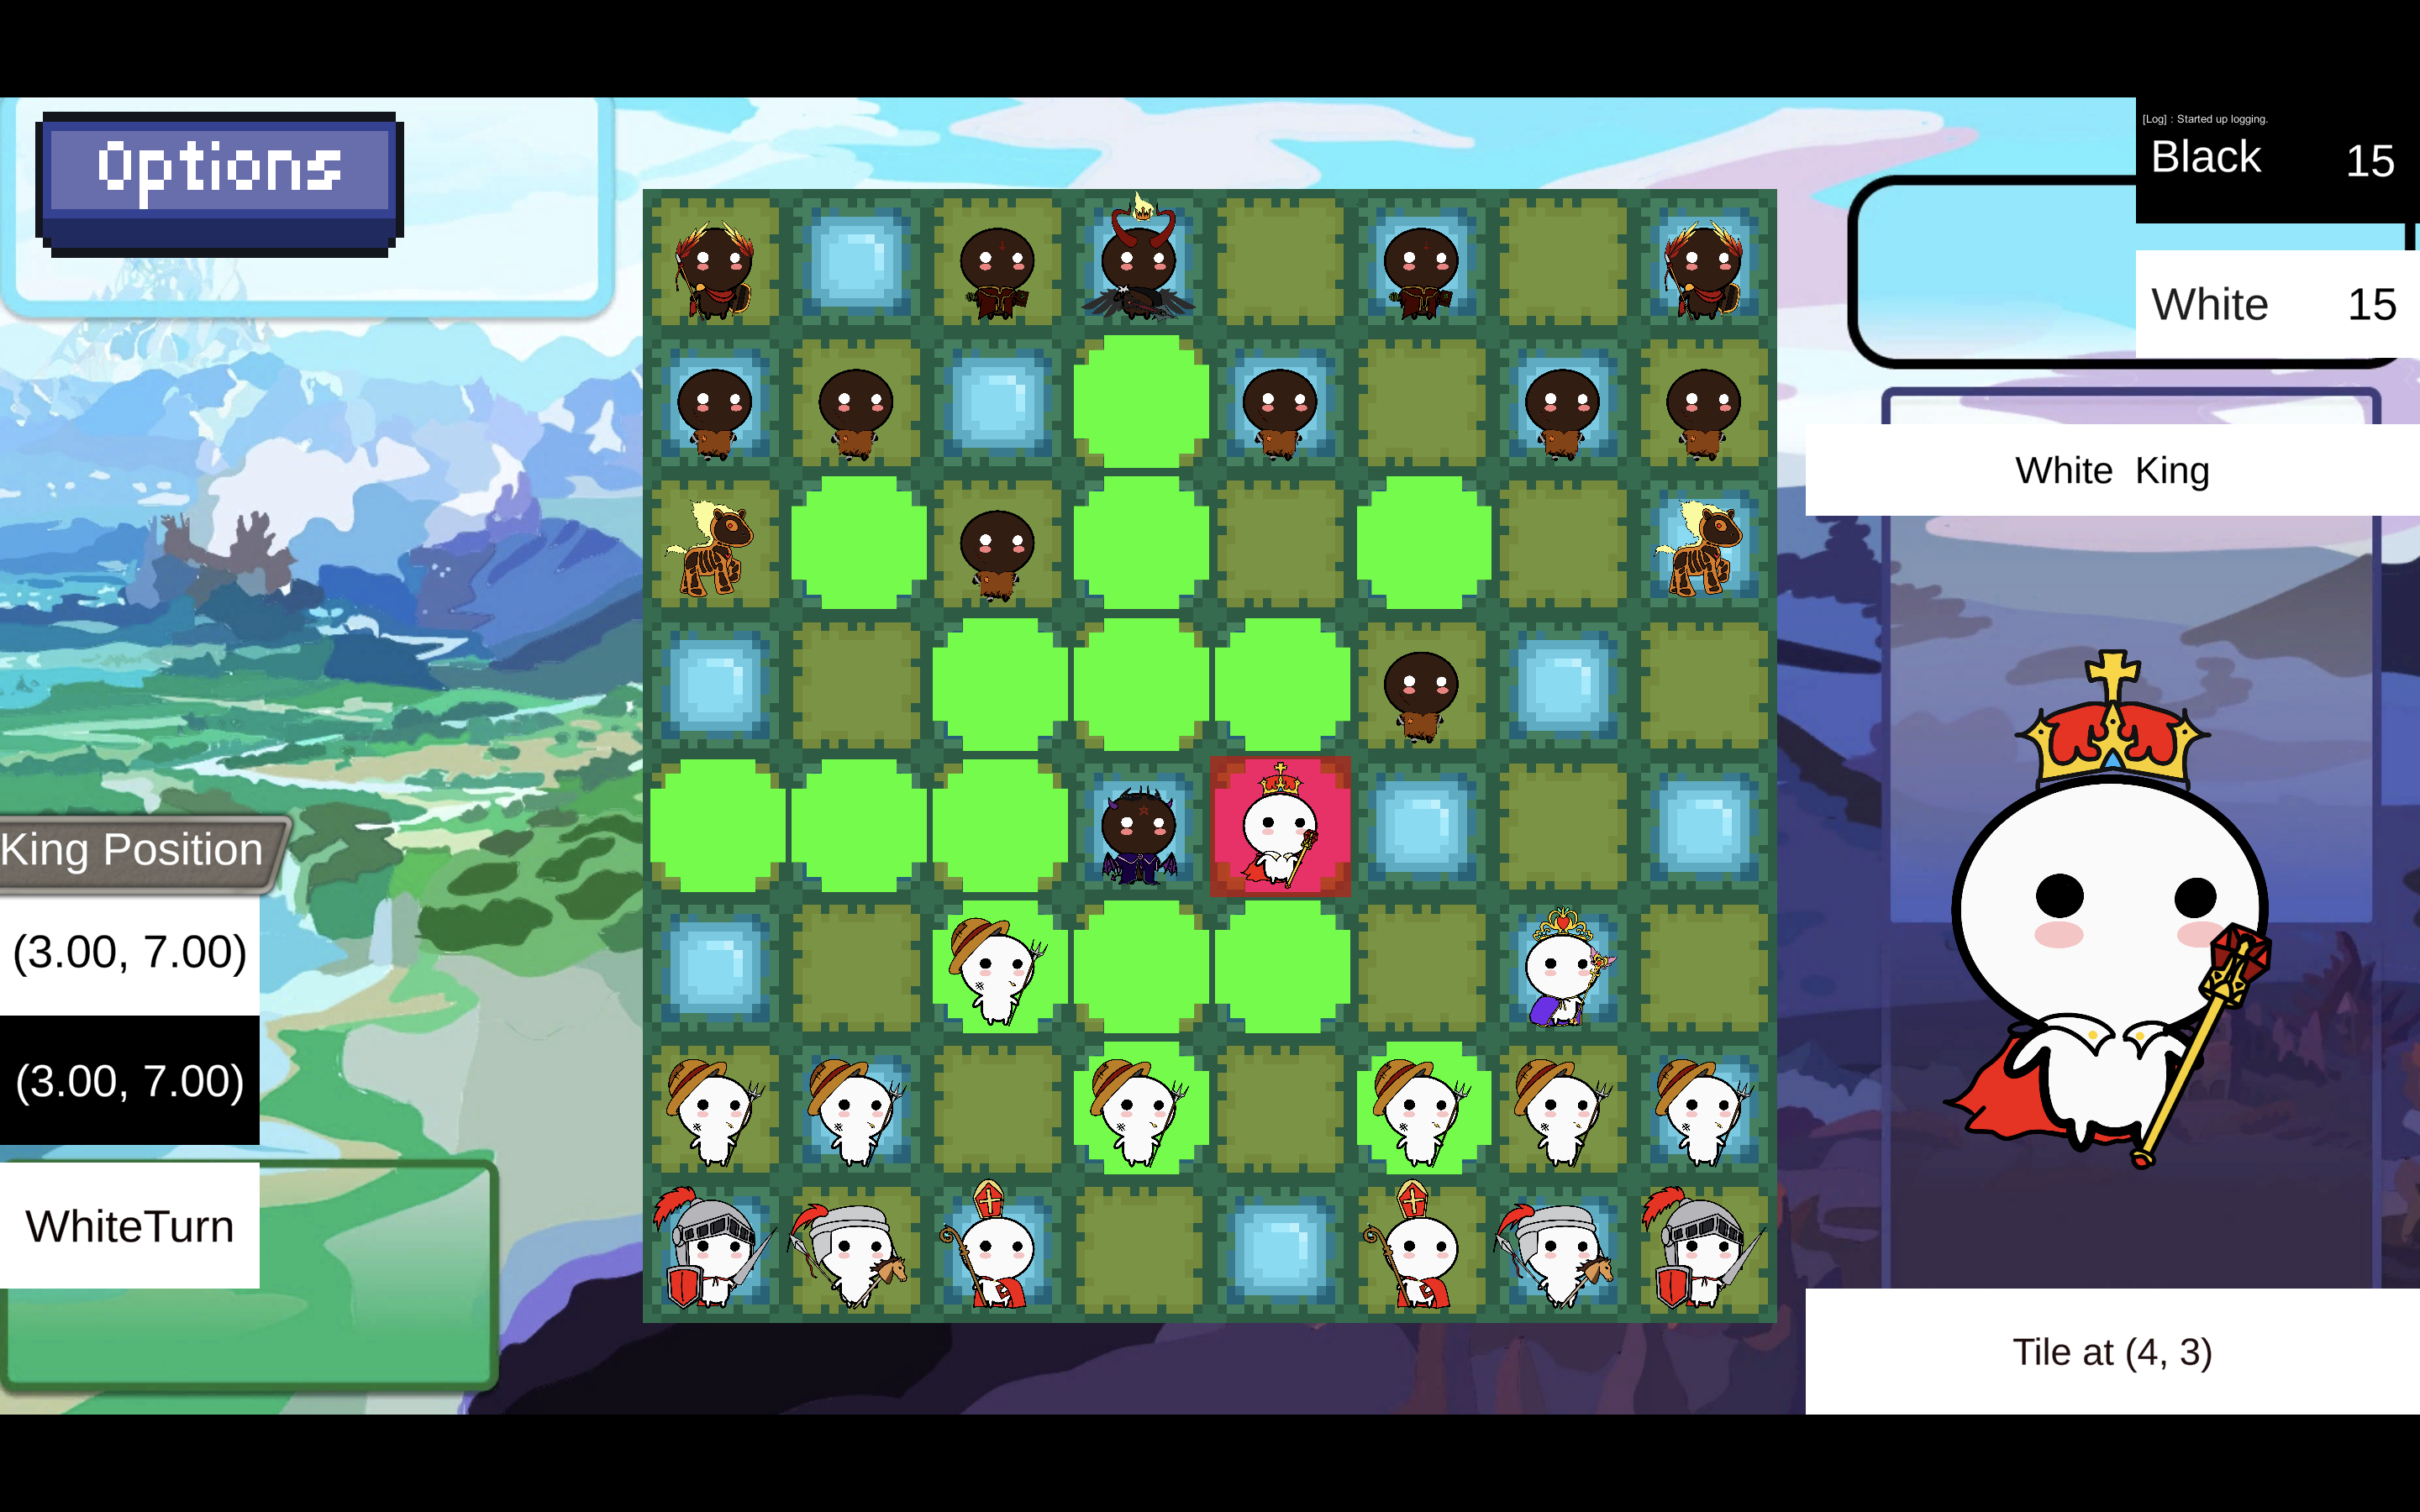 Options
[Log] : Started up logging.
Black 15
White 15
White King
King Position
(3.00, 7.00)
(3.00, 7.00)
WhiteTurn
Tile at (4, 3)